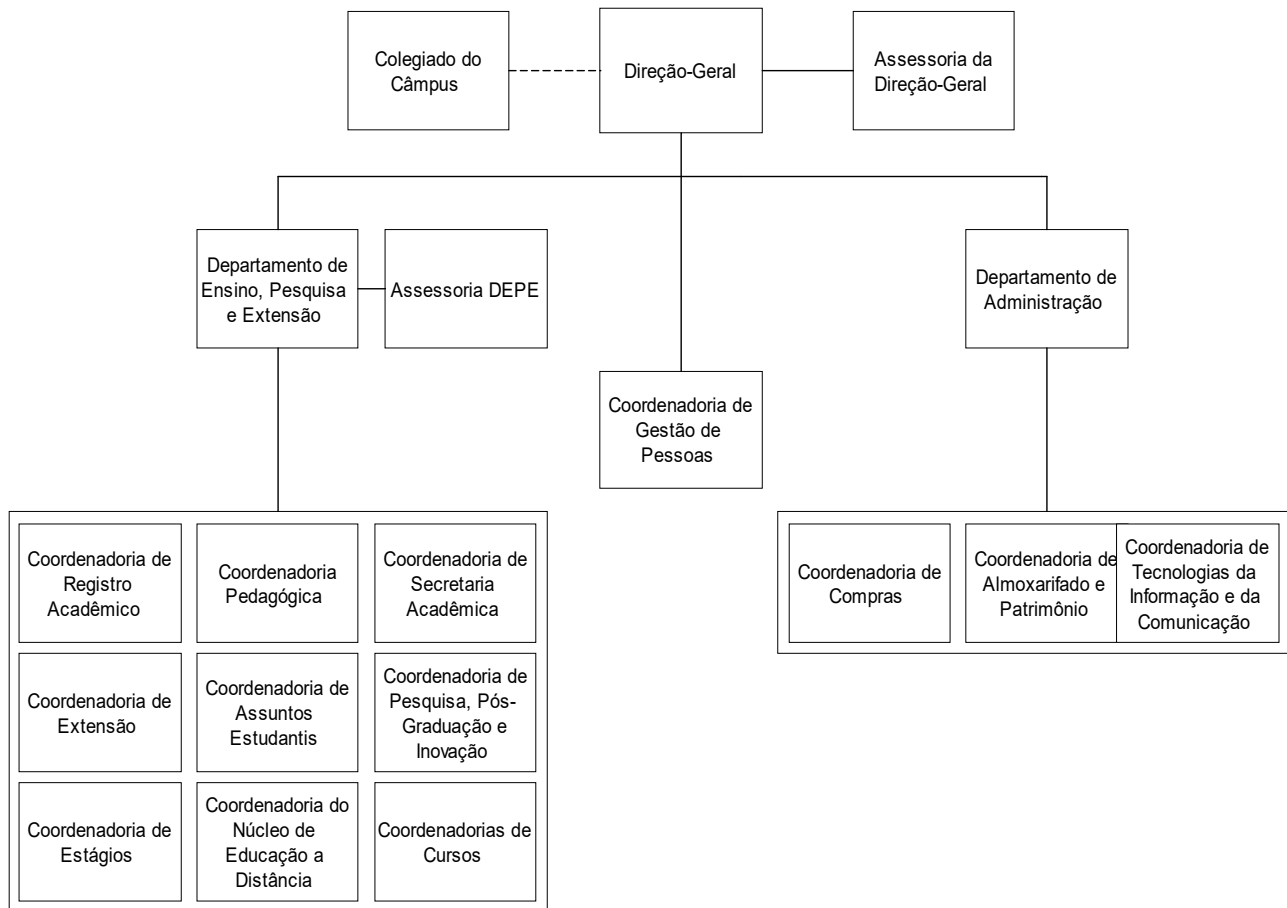 Colegiado do
Câmpus
Direção-Geral
Assessoria da
Direção-Geral
Departamento de
Ensino, Pesquisa
e Extensão
Assessoria DEPE
Departamento de
Administração
Coordenadoria de
Gestão de
Pessoas
Coordenadoria de
Registro
Acadêmico
Coordenadoria
Pedagógica
Coordenadoria de
Secretaria
Acadêmica
Coordenadoria de
Compras
Coordenadoria de
Almoxarifado e
Patrimônio
Coordenadoria de
Tecnologias da
Informação e da
Comunicação
Coordenadoria de
Extensão
Coordenadoria de
Assuntos
Estudantis
Coordenadoria de
Pesquisa, Pós-
Graduação e
Inovação
Coordenadoria de
Estágios
Coordenadoria do
Núcleo de
Educação a
Distância
Coordenadorias de
Cursos